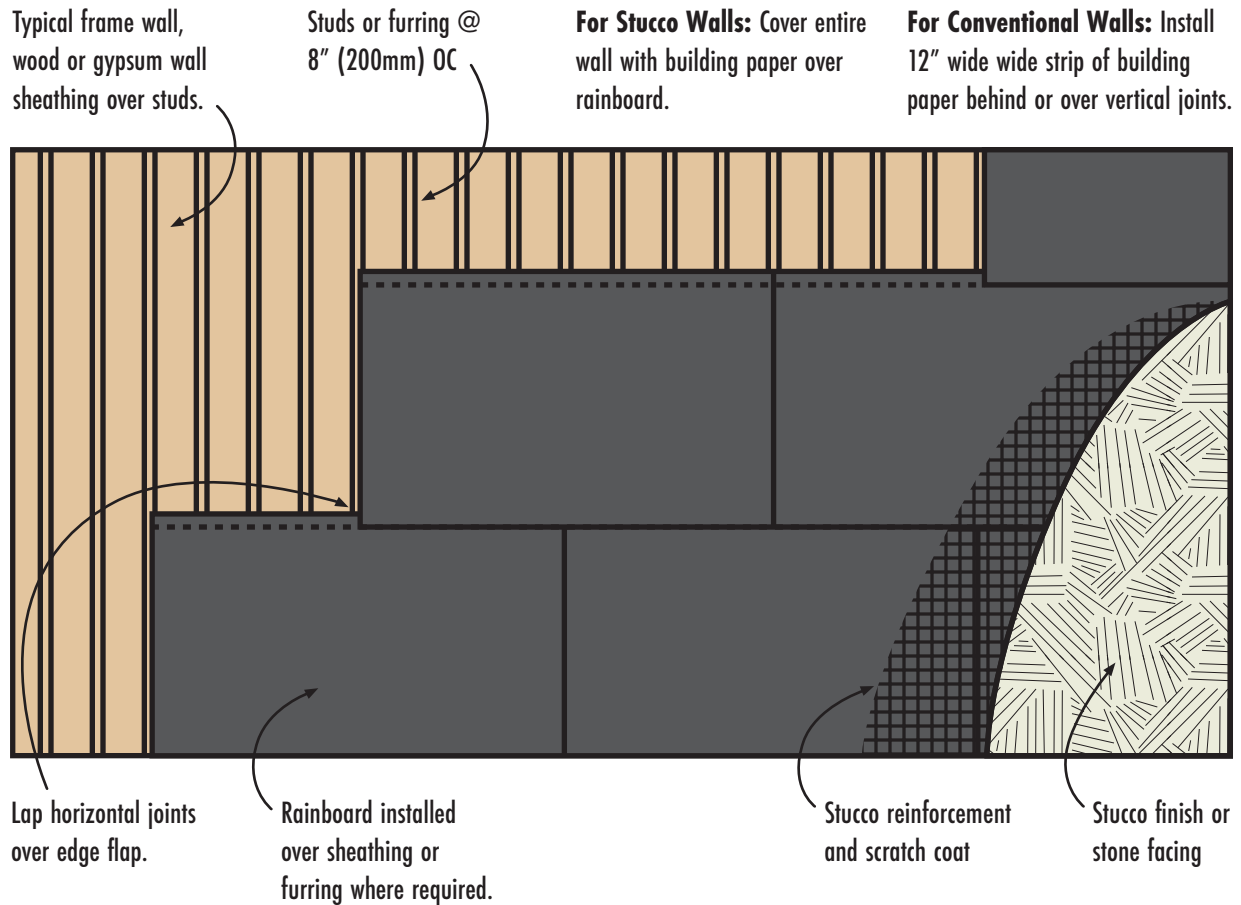 Typical frame wall,
wood or gypsum wall
sheathing over studs.
Studs or furring @
8” (200mm) OC
For Stucco Walls: Cover entire
wall with building paper over
rainboard.
For Conventional Walls: Install
12” wide wide strip of building
paper behind or over vertical joints.
Lap horizontal joints
over edge flap.
Rainboard installed
over sheathing or
furring where required.
Stucco reinforcement
and scratch coat
Stucco finish or
stone facing